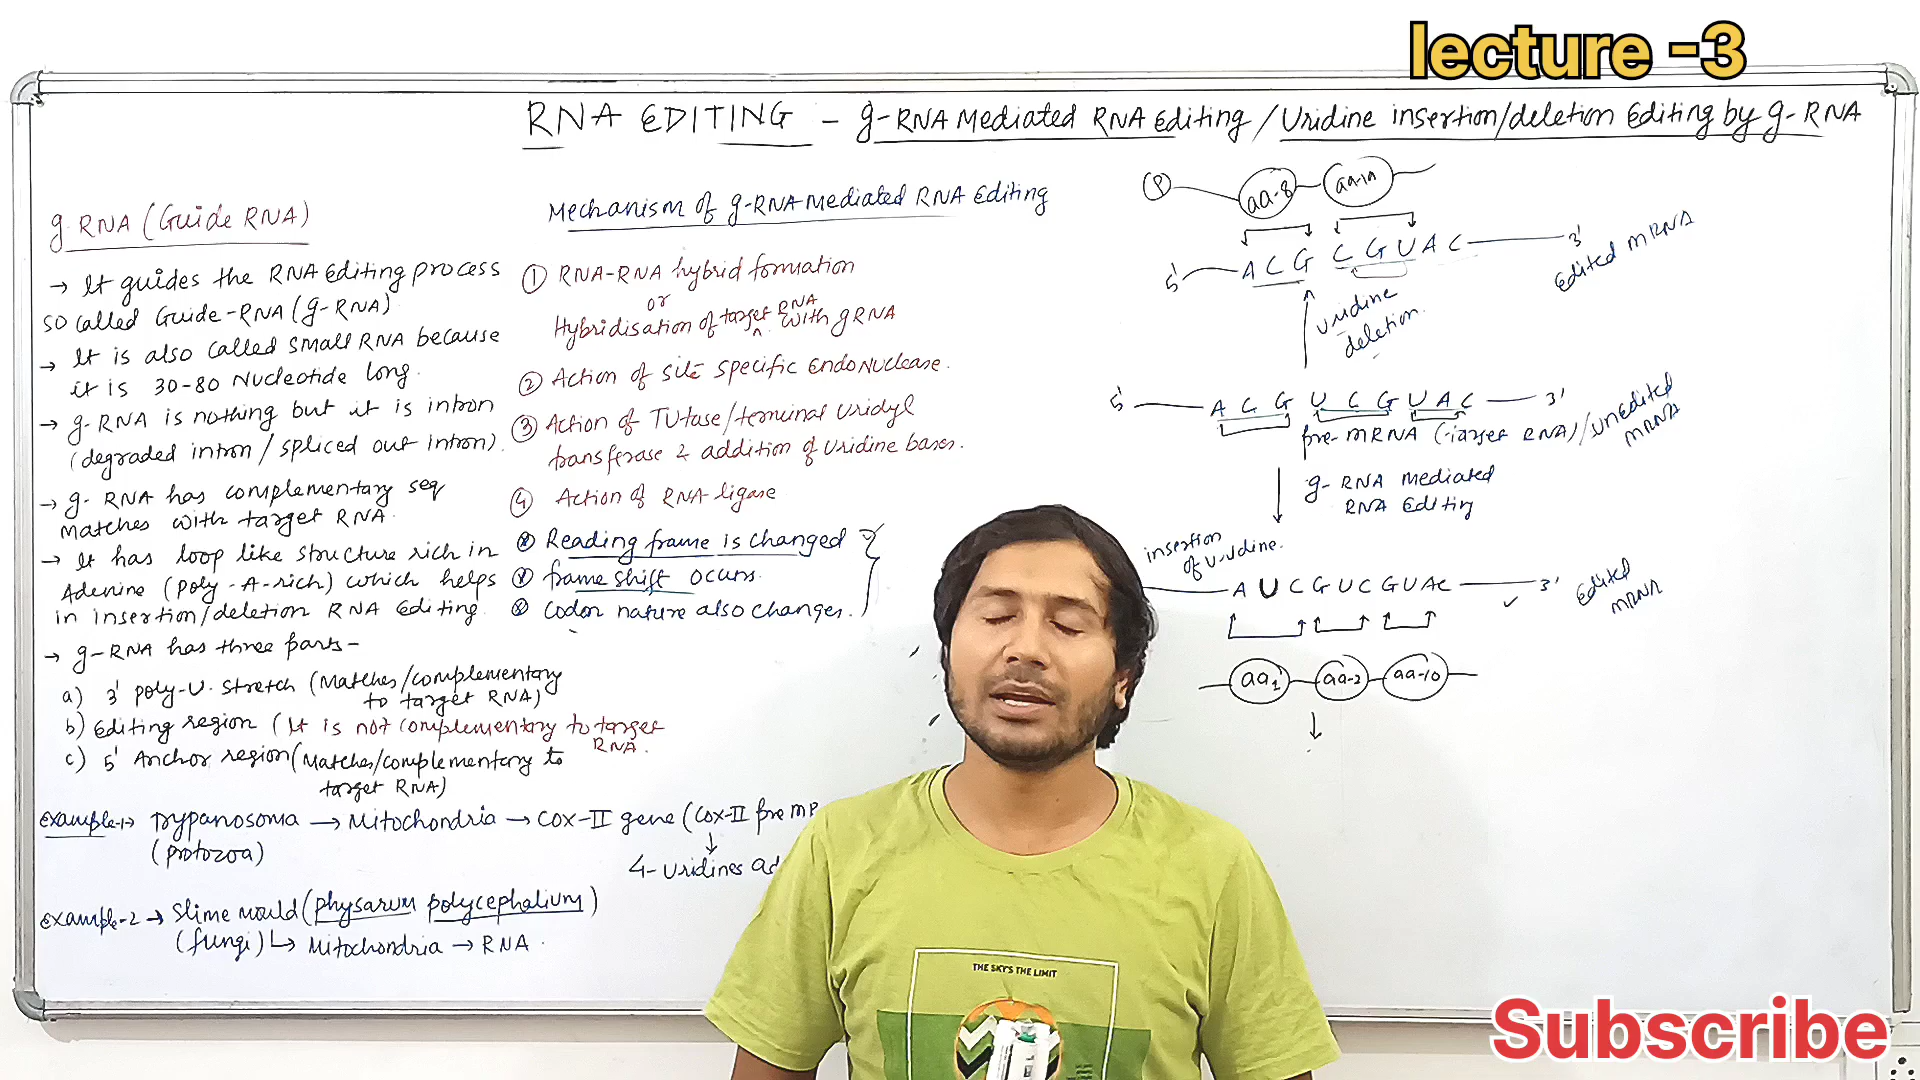 lecture -3
RNA EDITING - g-RNA Mediated RNA Editing / Uridine insertion/deletion Editing by g-RNA
g RNA (Guide RNA)
→ It guides the RNA Editing process
so called Guide-RNA (g-RNA)
→ It is also called small RNA because
it is 30-80 Nucleotide long.
→ g-RNA is nothing but it is intron
(degraded intron / spliced out intron).
→ g-RNA has complementary seq
Matches with target RNA.
→ It has loop like structure rich in
Adenine (poly-A-rich) which helps
in insertion/deletion RNA Editing.
→ g-RNA has three parts-
a) 3' poly-U. stretch (Matches/complementary
to target RNA)
b) Editing region (It is not complementary to target
RNA.
c) 5' Anchor region (Matches/complementary to
target RNA)
Example-1→ Trypanosoma → Mitochondria → COX-II gene (COX-II pre mR
(protozoa)
↓
4-Uridines ad
Example-2 → Slime mould (physarum polycephalium)
(fungi) ↳ Mitochondria → RNA.
Mechanism of g-RNA mediated RNA Editing
① RNA-RNA hybrid formation
or
Hybridisation of target RNA with gRNA
② Action of site specific Endonuclease.
③ Action of TUtase/terminal Uridyl
transferase & addition of Uridine bases.
④ Action of RNA-ligase
Reading frame is changed
frame shift occurs.
Codon nature also changes.
P aa-8 aa-19
5' A C G C G U A C 3'
Edited mRNA
Uridine
deletion.
5' A C G U C G U A C 3'
pre-mRNA (target RNA)/unedited
mRNA
g-RNA mediated
RNA Editing
insertion
of Uridine.
A U C G U C G U A C 3'
Edited
mRNA
aa1 aa-2 aa-10
↓
THE SKY'S THE LIMIT
Subscribe